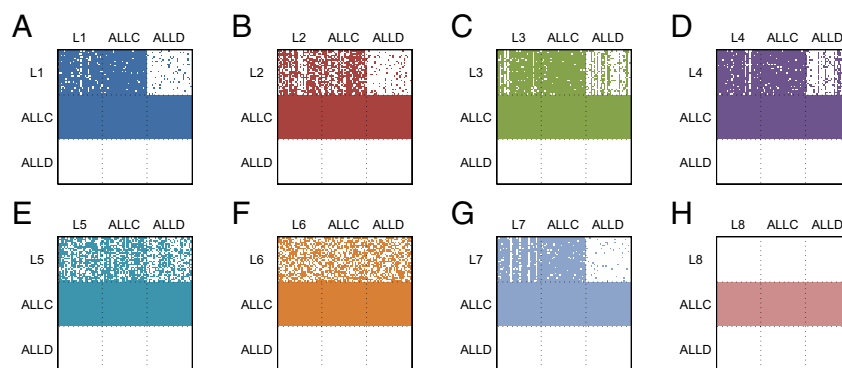 A B C D
L1 ALLC ALLD L2 ALLC ALLD L3 ALLC ALLD L4 ALLC ALLD
L1 L2 L3 L4
ALLC ALLC ALLC ALLC
ALLD ALLD ALLD ALLD
E F G H
L5 ALLC ALLD L6 ALLC ALLD L7 ALLC ALLD L8 ALLC ALLD
L5 L6 L7 L8
ALLC ALLC ALLC ALLC
ALLD ALLD ALLD ALLD